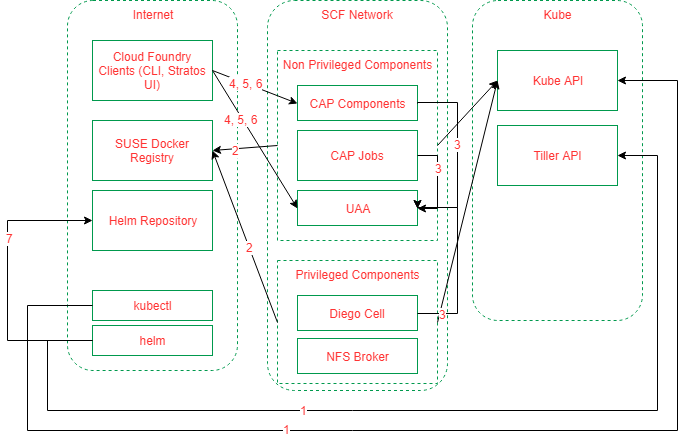 Internet
SCF Network
Kube
Cloud Foundry
Clients (CLI, Stratos
UI)
Non Privileged Components
Kube API
4, 5, 6
CAP Components
4, 5, 6
SUSE Docker
Registry
2
CAP Jobs
3
3
Tiller API
UAA
Helm Repository
7
2
Privileged Components
kubectl
Diego Cell
3
helm
NFS Broker
1
1